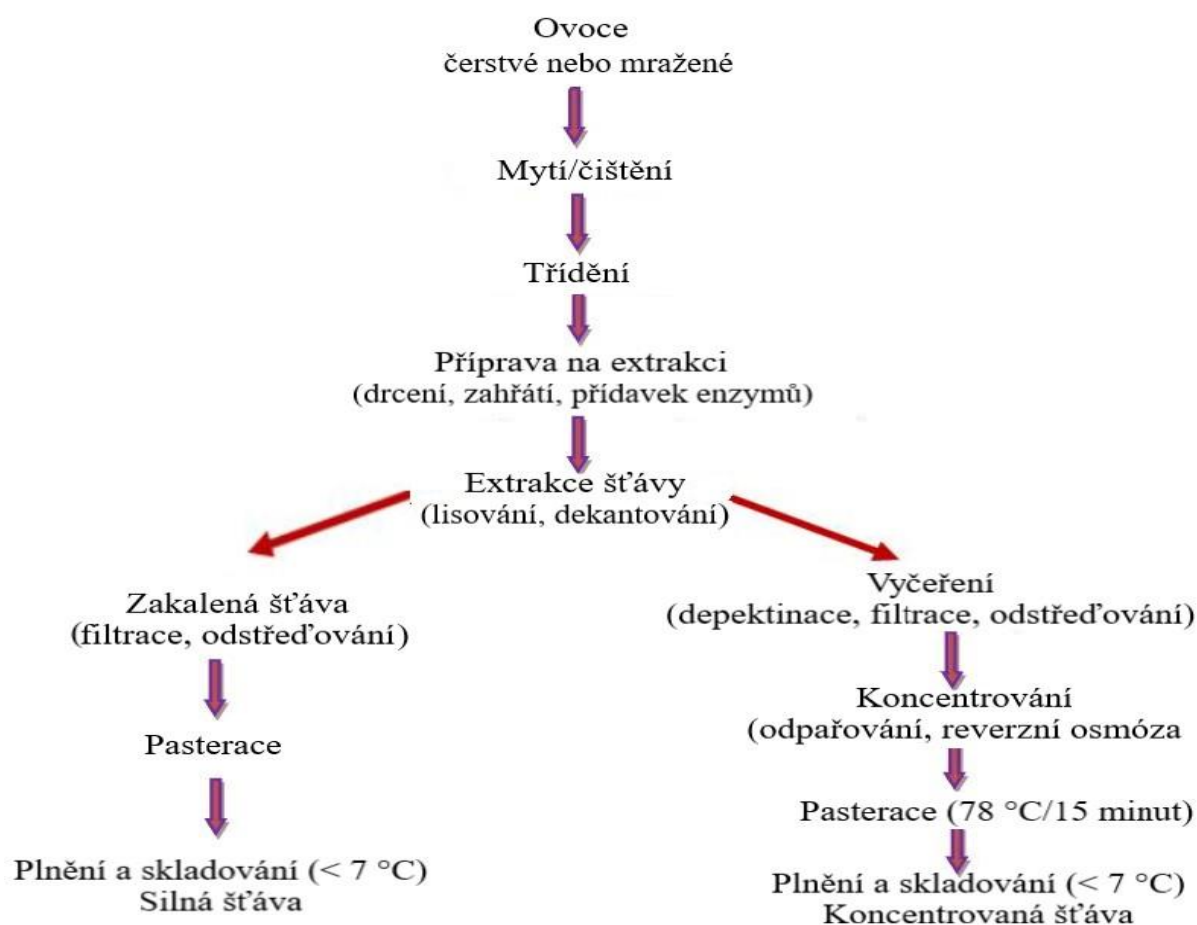 Ovoce
čerstvé nebo mražené
Mytí/čištění
Třídění
Příprava na extrakci
(drcení, zahřátí, přídavek enzymů)
Extrakce šťávy
(lisování, dekantování)
Zakalená šťáva
(filtrace, odstřeďování)
Pasterace
Plnění a skladování (< 7 °C)
Silná šťáva
Vyčeření
(depektinace, filtrace, odstřeďování)
Koncentrování
(odpařování, reverzní osmóza
Pasterace (78 °C/15 minut)
Plnění a skladování (< 7 °C)
Koncentrovaná šťáva